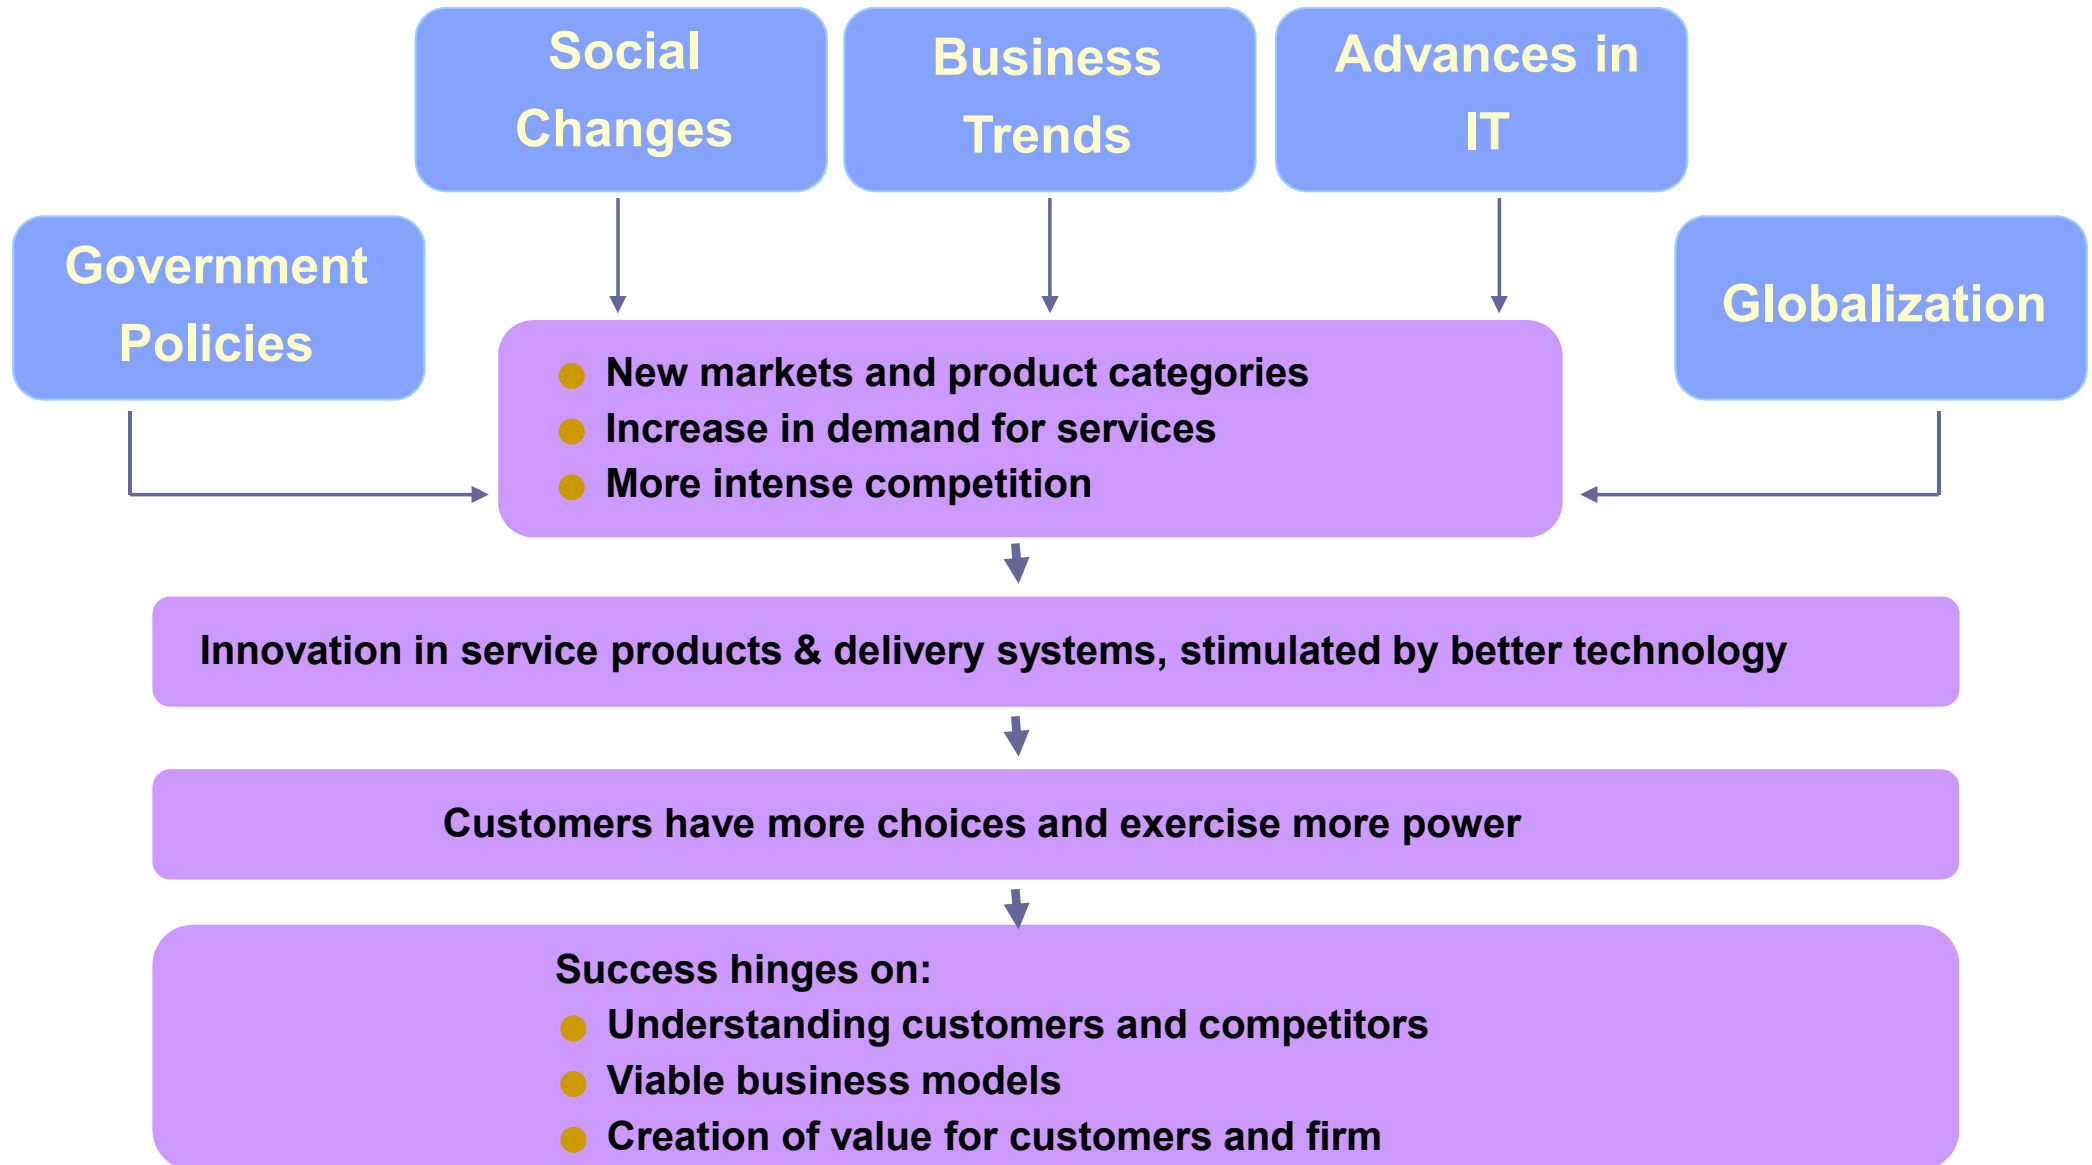 Social
Changes
Business
Trends
Advances in
IT
Government
Policies
Globalization
New markets and product categories
Increase in demand for services
More intense competition
Innovation in service products & delivery systems, stimulated by better technology
Customers have more choices and exercise more power
Success hinges on:
Understanding customers and competitors
Viable business models
Creation of value for customers and firm